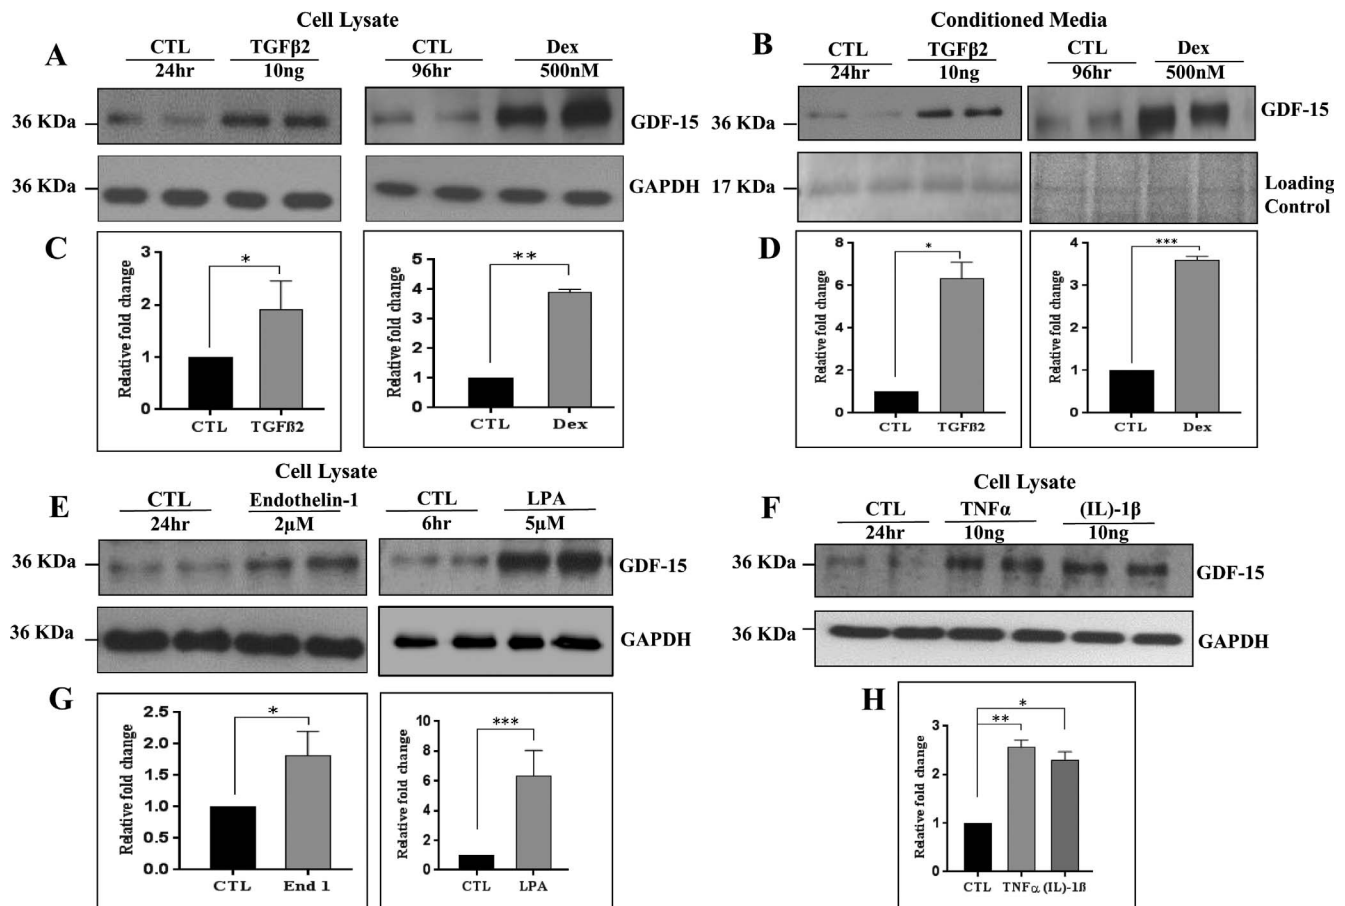 Cell Lysate
A
CTL TGFβ2 CTL Dex
24hr 10ng 96hr 500nM
36 KDa GDF-15
36 KDa GAPDH
Conditioned Media
B
CTL TGFβ2 CTL Dex
24hr 10ng 96hr 500nM
36 KDa GDF-15
17 KDa Loading
Control
C
Relative fold change
3
2
1
0
*
CTL TGFß2
Relative fold change
5
4
3
2
1
0
**
CTL Dex
D
Relative fold change
8
6
4
2
0
*
CTL TGFß2
Relative fold change
4
3
2
1
0
***
CTL Dex
Cell Lysate
E
CTL Endothelin-1 CTL LPA
24hr 2µM 6hr 5µM
36 KDa GDF-15
36 KDa GAPDH
Cell Lysate
F
CTL TNFα (IL)-1β
24hr 10ng 10ng
36 KDa GDF-15
36 KDa GAPDH
G
Relative fold change
2.5
2.0
1.5
1.0
0.5
0.0
*
CTL End 1
Relative fold change
10
8
6
4
2
0
***
CTL LPA
H
Relative fold change
3
2
1
0
*
**
CTL TNFα (IL)-1ß